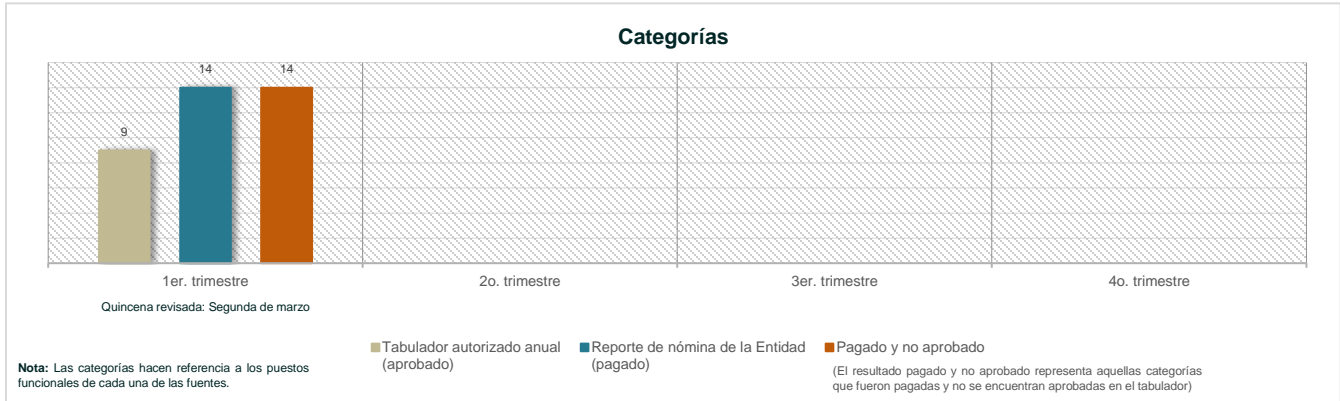 Categorías
14
14
9
1er. trimestre
2o. trimestre
3er. trimestre
4o. trimestre
Quincena revisada: Segunda de marzo
Tabulador autorizado anual
(aprobado)
Reporte de nómina de la Entidad
(pagado)
Pagado y no aprobado
(El resultado pagado y no aprobado representa aquellas categorías
que fueron pagadas y no se encuentran aprobadas en el tabulador)
Nota: Las categorías hacen referencia a los puestos
funcionales de cada una de las fuentes.